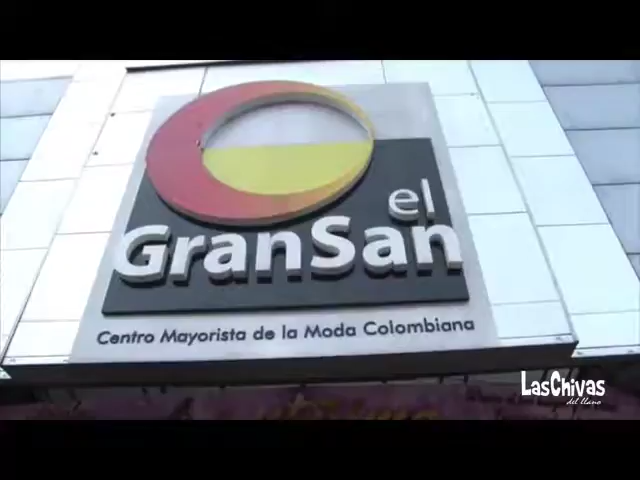 el
GranSan
Centro Mayorista de la Moda Colombiana
LasChivas
del llano